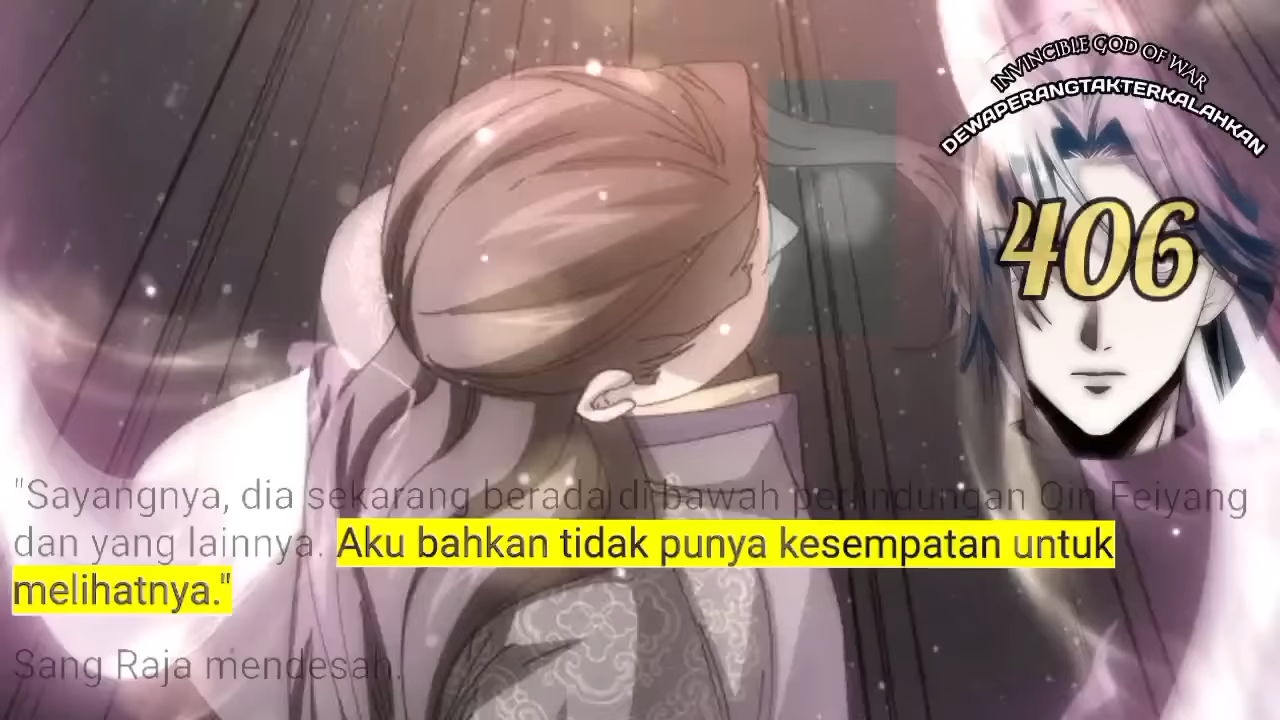 INVINCIBLE GOD OF WAR
DEWAPERANGTAKTERKALAHKAN
406
"Sayangnya, dia sekarang berada di bawah perlindungan Qin Feiyang
dan yang lainnya. Aku bahkan tidak punya kesempatan untuk
melihatnya."
Sang Raja mendesah.